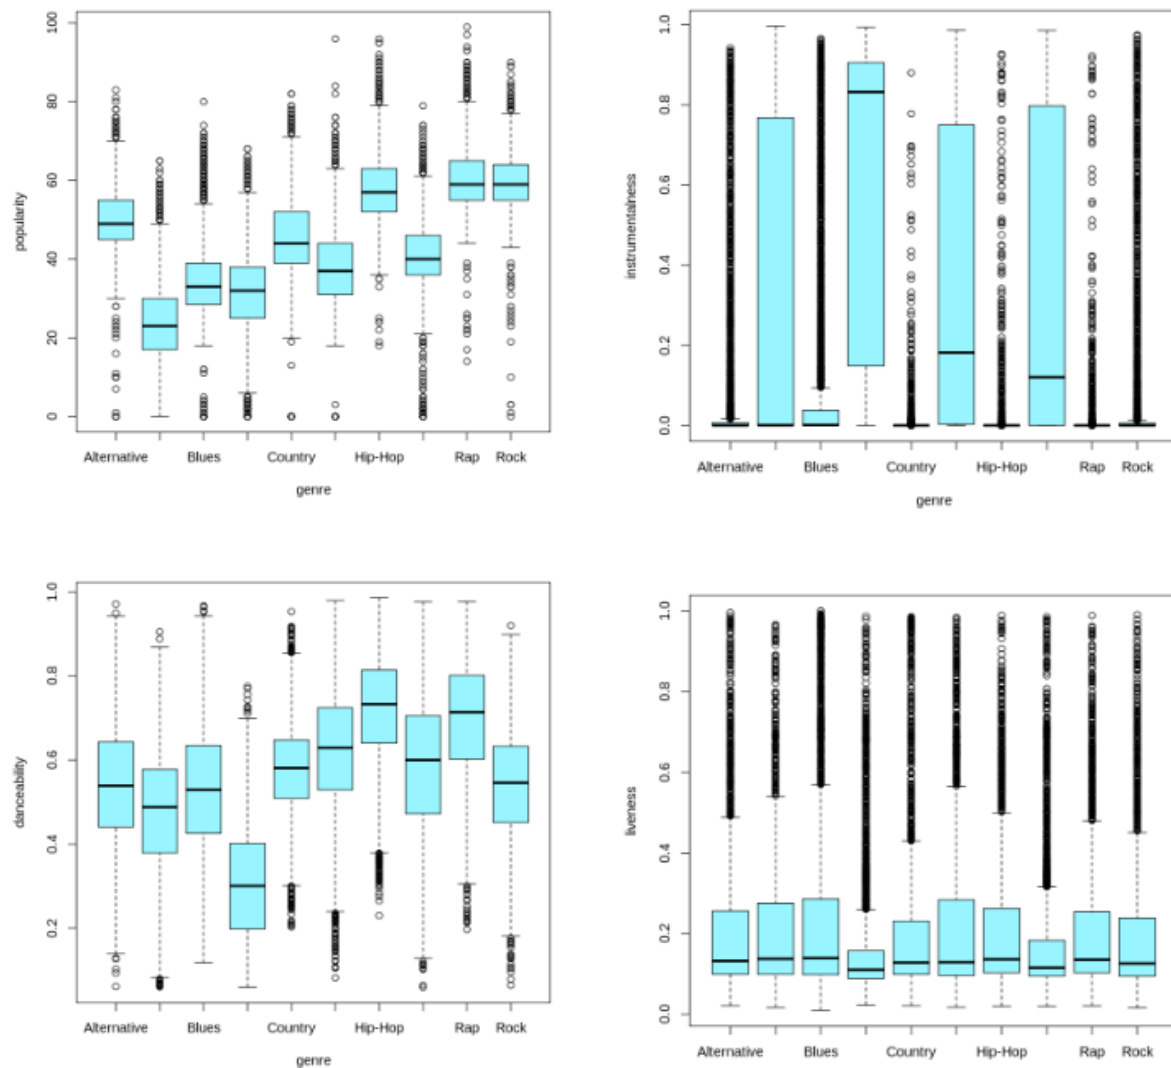 popularity
100
80
60
40
20
0
Alternative Blues Country Hip-Hop Rap Rock
genre
instrumentalness
1.0
0.8
0.6
0.4
0.2
0.0
Alternative Blues Country Hip-Hop Rap Rock
genre
danceability
1.0
0.8
0.6
0.4
0.2
Alternative Blues Country Hip-Hop Rap Rock
genre
liveness
1.0
0.8
0.6
0.4
0.2
0.0
Alternative Blues Country Hip-Hop Rap Rock